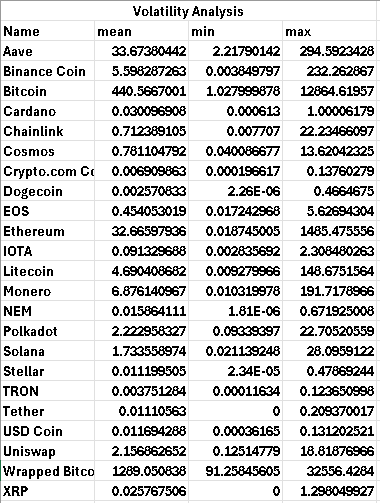 Volatility Analysis
Name mean min max
Aave 33.67380442 2.21790142 294.5923428
Binance Coin 5.598287263 0.003849797 232.262867
Bitcoin 440.5667001 1.027999878 12864.61957
Cardano 0.030096908 0.000613 1.00006179
Chainlink 0.712389105 0.007707 22.23466097
Cosmos 0.781104792 0.040086677 13.62042325
Crypto.com Co 0.006909863 0.000196617 0.13760279
Dogecoin 0.002570833 2.26E-06 0.4664675
EOS 0.454053019 0.017242968 5.62694304
Ethereum 32.66597936 0.018745005 1485.475556
IOTA 0.091329688 0.002835692 2.308480263
Litecoin 4.690408682 0.009279966 148.6751564
Monero 6.876140967 0.010319978 191.7178966
NEM 0.015864111 1.81E-06 0.671925008
Polkadot 2.222958327 0.09339397 22.70520559
Solana 1.733558974 0.021139248 28.0959122
Stellar 0.011199505 2.34E-05 0.47869244
TRON 0.003751284 0.00011634 0.123650998
Tether 0.01110563 0 0.209370017
USD Coin 0.011694288 0.00036165 0.131202521
Uniswap 2.156862652 0.12514779 18.81876966
Wrapped Bitco 1289.050838 91.25845605 32556.4284
XRP 0.025767506 0 1.298049927